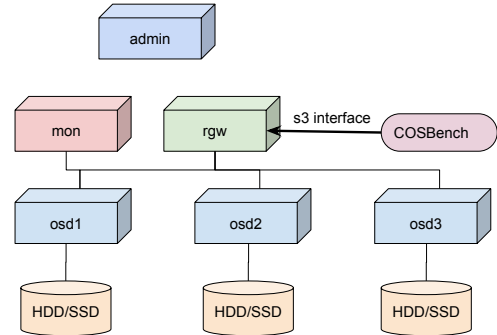 admin
mon
rgw
s3 interface
COSBench
osd1
osd2
osd3
HDD/SSD
HDD/SSD
HDD/SSD